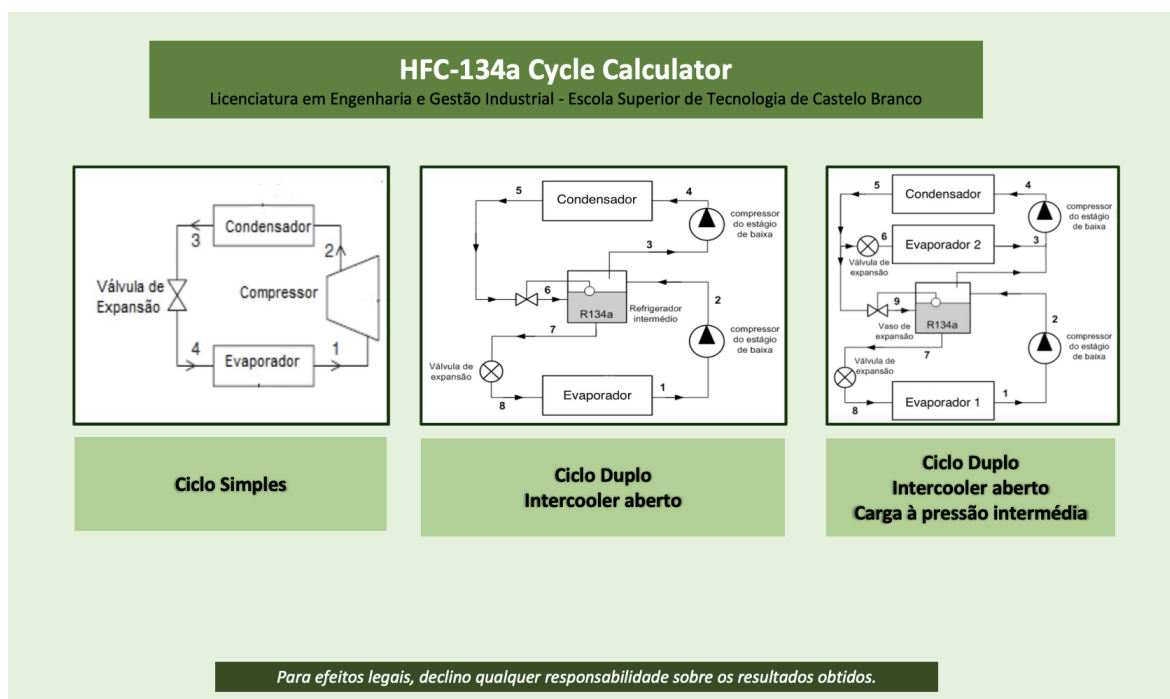 HFC-134a Cycle Calculator
Licenciatura em Engenharia e Gestão Industrial - Escola Superior de Tecnologia de Castelo Branco
Condensador
3
2
Válvula de
Expansão
Compressor
4
Evaporador
1
5
Condensador
4
compressor
do estágio
de baixa
3
6
R134a
Refrigerador
intermédio
2
7
compressor
do estágio
de baixa
Válvula de
expansão
8
Evaporador
1
5
Condensador
4
compressor
do estágio
de baixa
6
Evaporador 2
3
Válvula de
expansão
9
R134a
Vaso de
expansão
2
7
compressor
do estágio
de baixa
Válvula de
expansão
8
Evaporador 1
1
Ciclo Simples
Ciclo Duplo
Intercooler aberto
Ciclo Duplo
Intercooler aberto
Carga à pressão intermédia
Para efeitos legais, declino qualquer responsabilidade sobre os resultados obtidos.